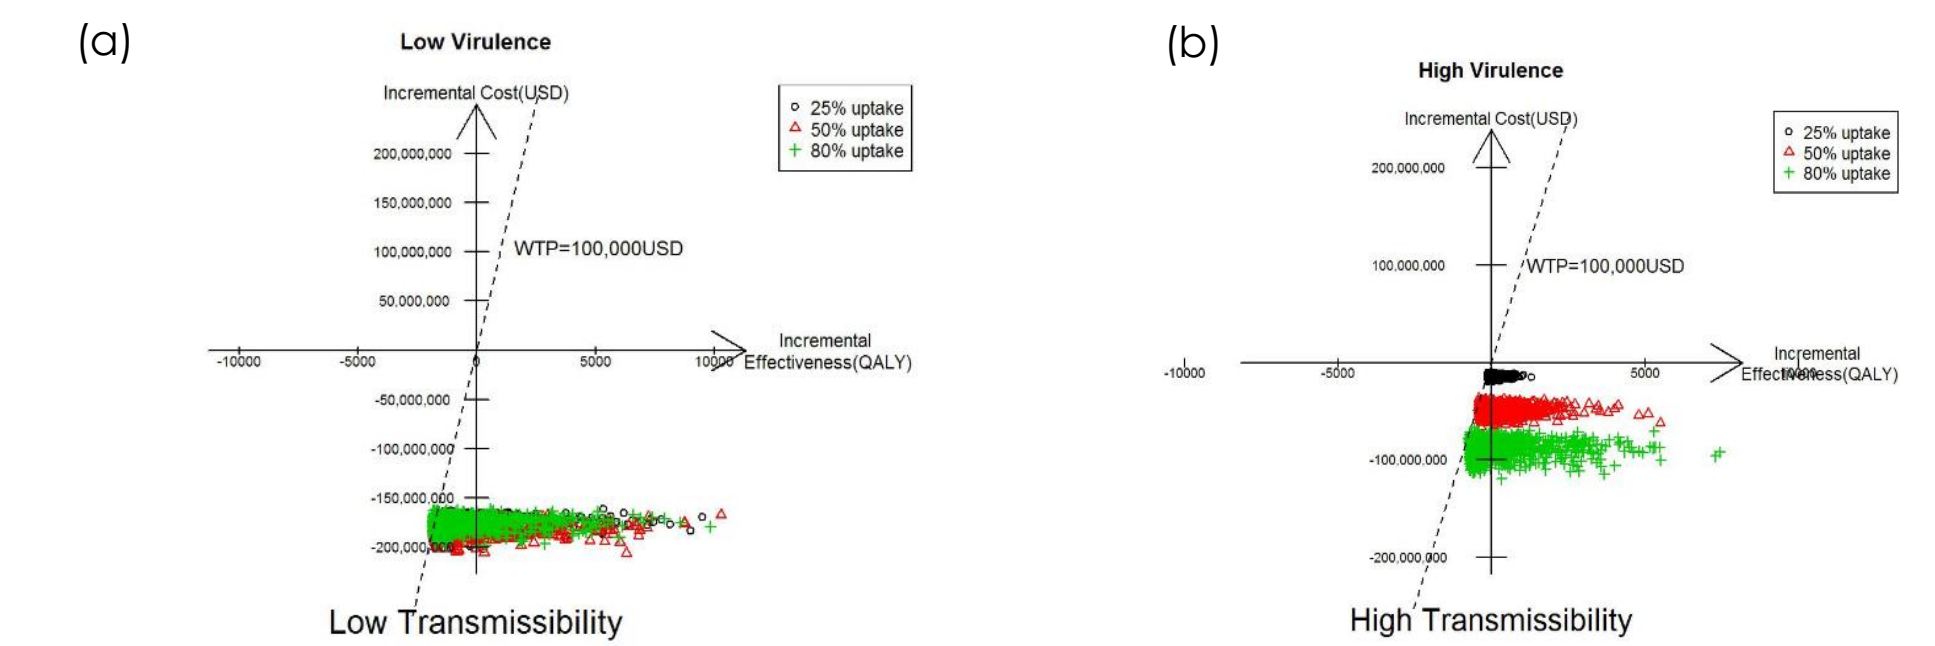 (a)
Low Virulence
Incremental Cost(USD)
25% uptake
50% uptake
80% uptake
200,000,000
150,000,000
100,000,000
50,000,000
WTP=100,000USD
Incremental
Effectiveness(QALY)
-10000
-5000
0
5000
10000
-50,000,000
-100,000,000
-150,000,000
-200,000,000
Low Transmissibility
(b)
High Virulence
Incremental Cost(USD)
25% uptake
50% uptake
80% uptake
200,000,000
100,000,000
WTP=100,000USD
Incremental
Effectiveness(QALY)
-10000
-5000
5000
10000
-100,000,000
-200,000,000
High Transmissibility